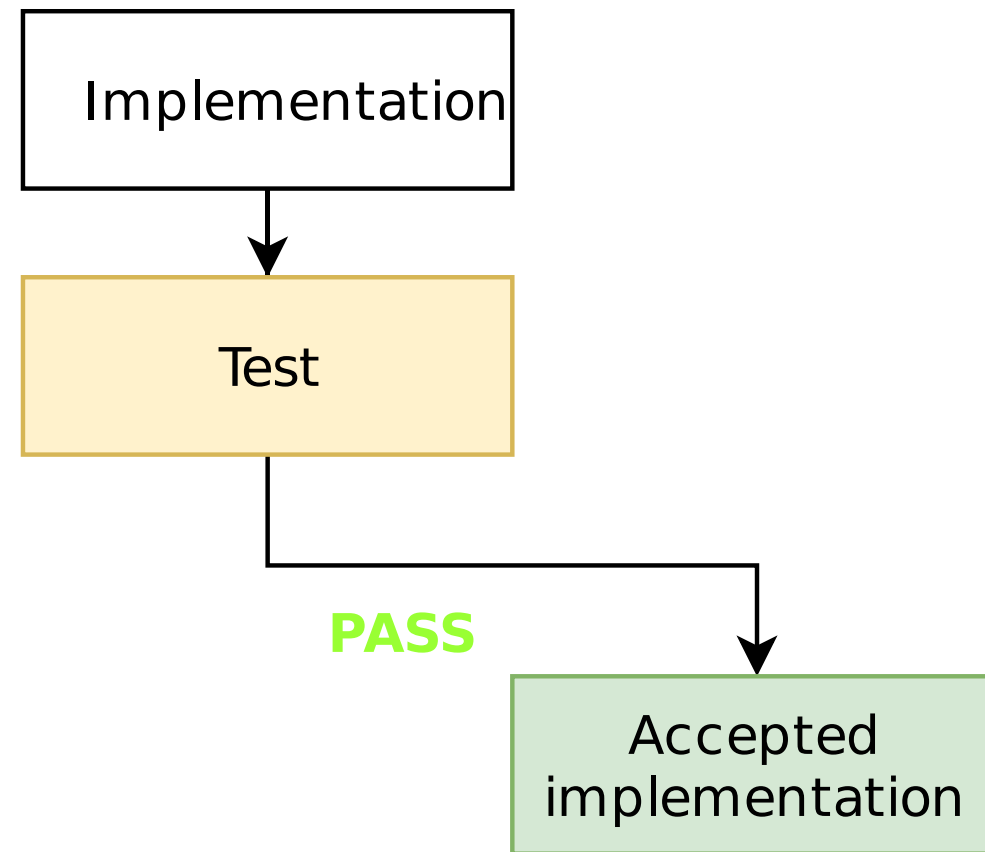 Implementation
Test
PASS
Accepted
implementation